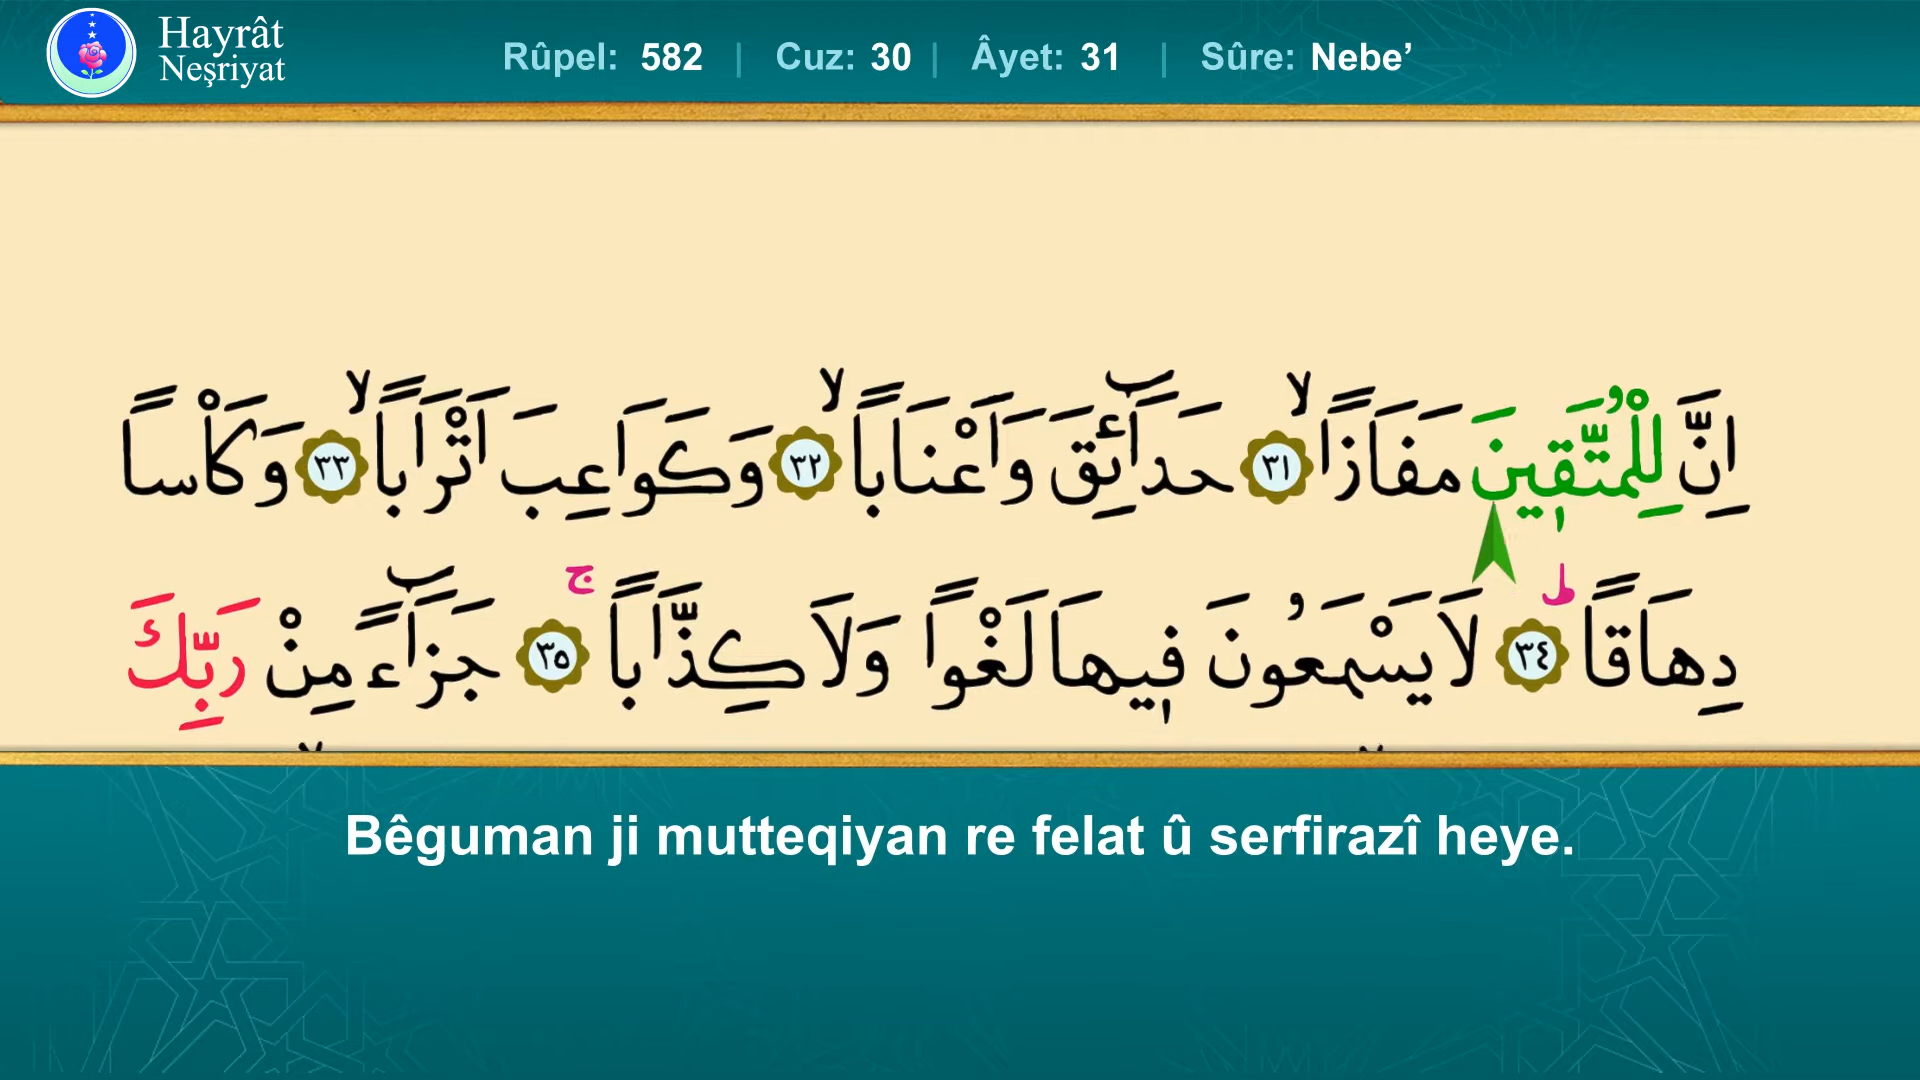 Hayrât
Neşriyat
Rûpel: 582 | Cuz: 30 | Âyet: 31 | Sûre: Nebe’
اِنَّ لِلْمُتَّقٖينَ مَفَازًاۙ ﴿٣١﴾ حَدَٓائِقَ وَاَعْنَابًاۙ ﴿٣٢﴾ وَكَوَاعِبَ اَتْرَابًاۙ ﴿٣٣﴾ وَكَاْسًا
دِهَاقًاۜ ﴿٣٤﴾ لَا يَسْمَعُونَ فٖيهَا لَغْوًا وَلَا كِذَّابًاۚ ﴿٣٥﴾ جَزَٓاءً مِنْ رَبِّكَ
Bêguman ji mutteqiyan re felat û serfirazî heye.